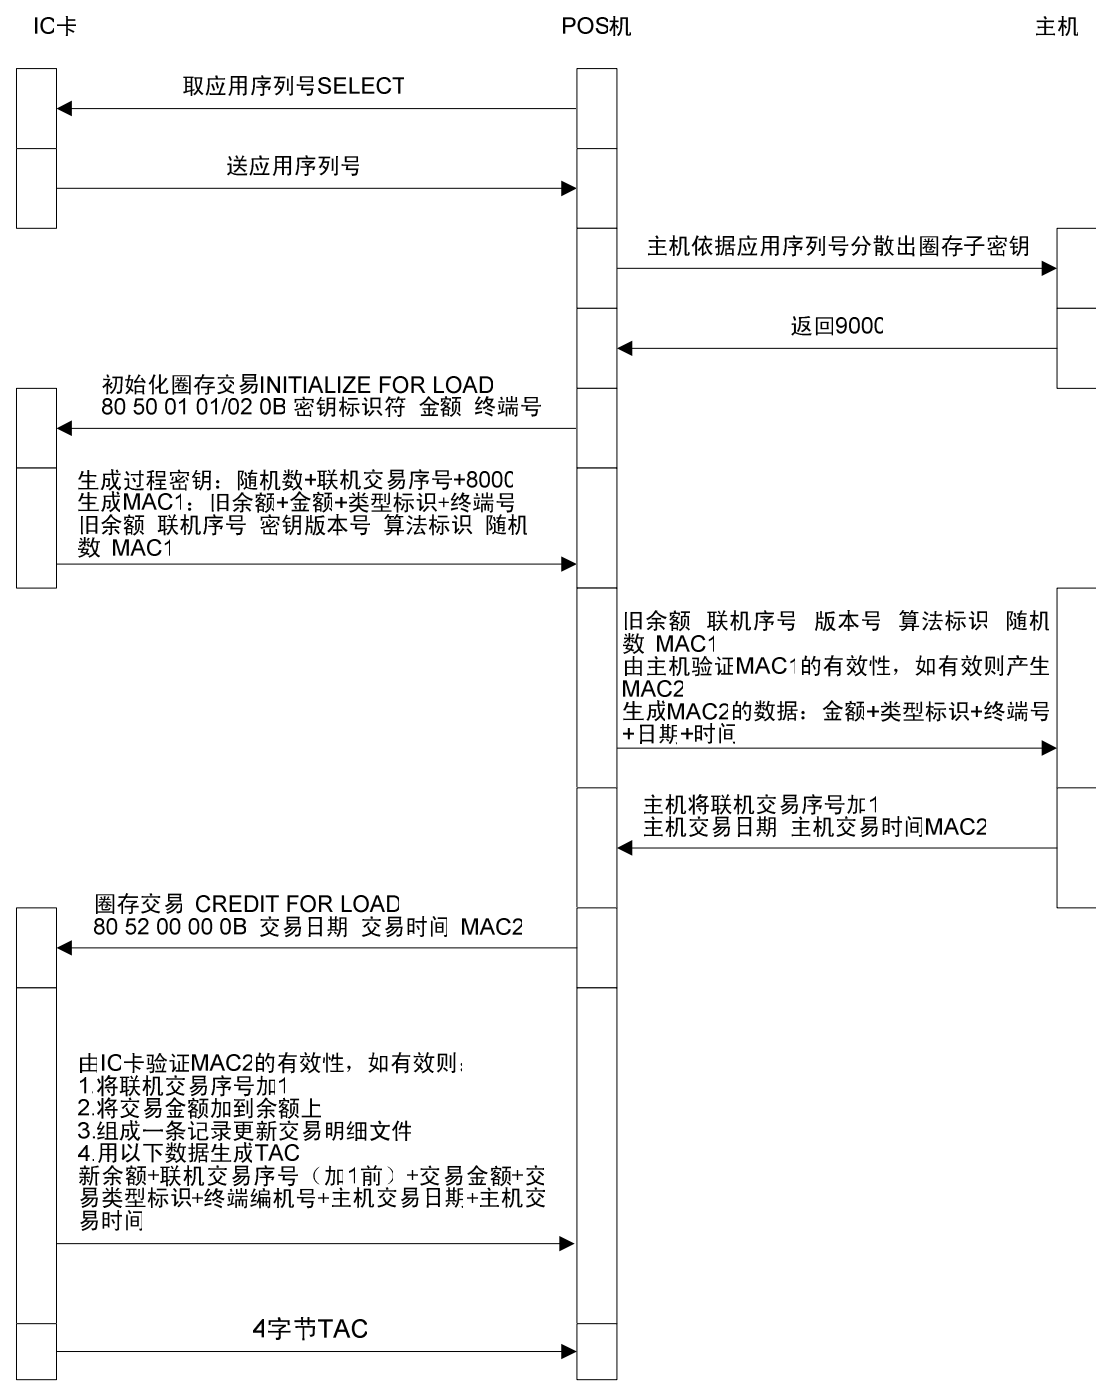 IC卡
POS机
主机
取应用序列号SELECT
送应用序列号
主机依据应用序列号分散出圈存子密钥
返回9000
初始化圈存交易INITIALIZE FOR LOAD
80 50 01 01/02 0B 密钥标识符 金额 终端号
生成过程密钥：随机数+联机交易序号+8000
生成MAC1：旧余额+金额+类型标识+终端号
旧余额 联机序号 密钥版本号 算法标识 随机
数 MAC1
旧余额 联机序号 版本号 算法标识 随机
数 MAC1
由主机验证MAC1的有效性，如有效则产生
MAC2
生成MAC2的数据：金额+类型标识+终端号
+日期+时间
主机将联机交易序号加1
主机交易日期 主机交易时间MAC2
圈存交易 CREDIT FOR LOAD
80 52 00 00 0B 交易日期 交易时间 MAC2
由IC卡验证MAC2的有效性，如有效则：
1.将联机交易序号加1
2.将交易金额加到余额上
3.组成一条记录更新交易明细文件
4.用以下数据生成TAC
新余额+联机交易序号（加1前）+交易金额+交
易类型标识+终端编机号+主机交易日期+主机交
易时间
4字节TAC